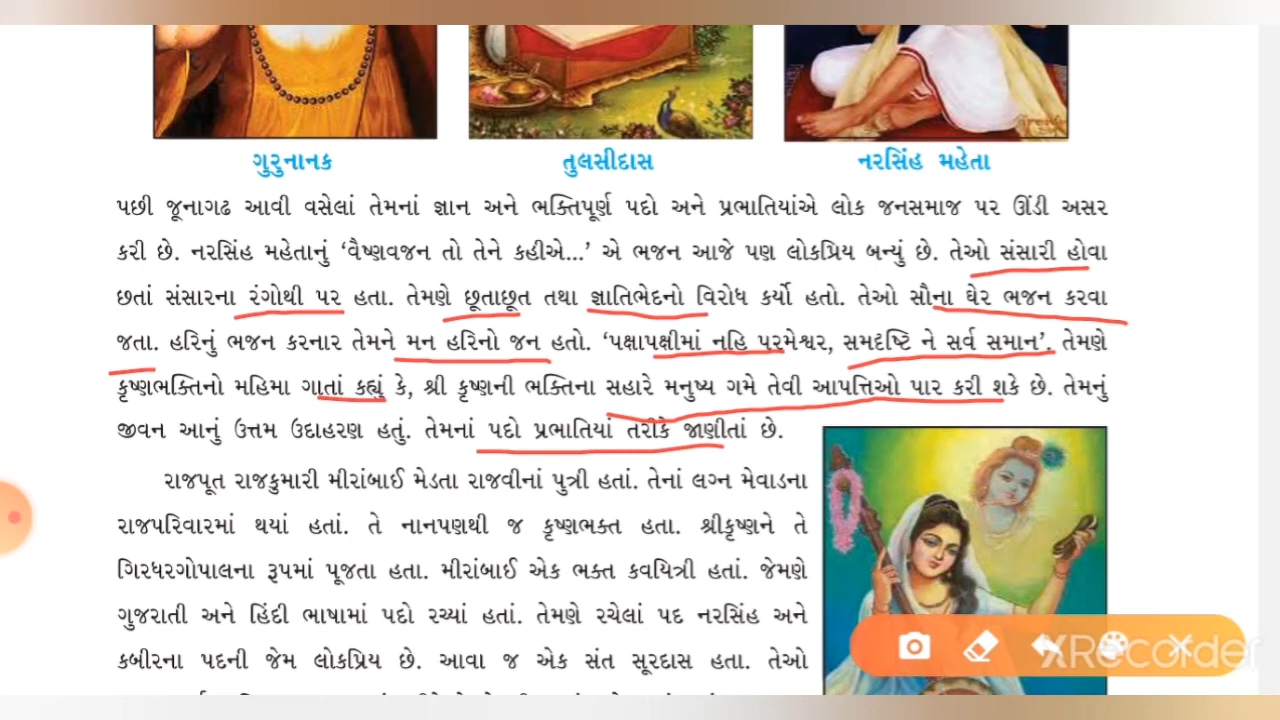 ગુરુનાનક
તુલસીદાસ
નરસિંહ મહેતા
પછી જૂનાગઢ આવી વસેલાં તેમનાં જ્ઞાન અને ભક્તિપૂર્ણ પદો અને પ્રભાતિયાંએ લોક જનસમાજ પર ઊંડી અસર
કરી છે. નરસિંહ મહેતાનું ‘વૈષ્ણવજન તો તેને કહીએ...’ એ ભજન આજે પણ લોકપ્રિય બન્યું છે. તેઓ સંસારી હોવા
છતાં સંસારના રંગોથી પર હતા. તેમણે છૂતાછૂત તથા જ્ઞાતિભેદનો વિરોધ કર્યો હતો. તેઓ સૌના ઘેર ભજન કરવા
જતા. હરિનું ભજન કરનાર તેમને મન હરિનો જન હતો. ‘પક્ષાપક્ષીમાં નહિ પરમેશ્વર, સમદૃષ્ટિ ને સર્વ સમાન’. તેમણે
કૃષ્ણભક્તિનો મહિમા ગાતાં કહ્યું કે, શ્રી કૃષ્ણની ભક્તિના સહારે મનુષ્ય ગમે તેવી આપત્તિઓ પાર કરી શકે છે. તેમનું
જીવન આનું ઉત્તમ ઉદાહરણ હતું. તેમનાં પદો પ્રભાતિયાં તરીકે જાણીતાં છે.
રાજપૂત રાજકુમારી મીરાંબાઈ મેડતા રાજવીનાં પુત્રી હતાં. તેનાં લગ્ન મેવાડના
રાજપરિવારમાં થયાં હતાં. તે નાનપણથી જ કૃષ્ણભક્ત હતા. શ્રીકૃષ્ણને તે
ગિરધરગોપાલના રૂપમાં પૂજતા હતા. મીરાંબાઈ એક ભક્ત કવયિત્રી હતાં. જેમણે
ગુજરાતી અને હિંદી ભાષામાં પદો રચ્યાં હતાં. તેમણે રચેલાં પદ નરસિંહ અને
કબીરના પદની જેમ લોકપ્રિય છે. આવા જ એક સંત સૂરદાસ હતા. તેઓ
XRecorder